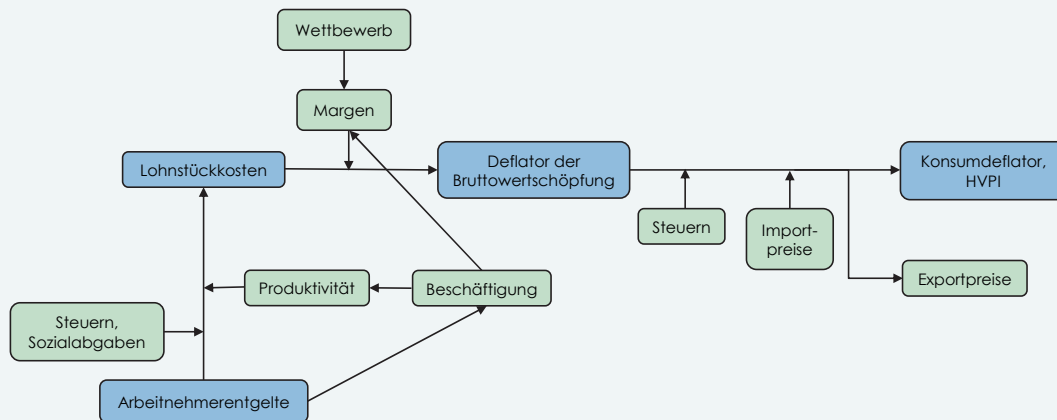 Wettbewerb
Margen
Lohnstückkosten
Deflator der
Bruttowertschöpfung
Konsumdeflator,
HVPI
Steuern
Import-
preise
Exportpreise
Produktivität
Beschäftigung
Steuern,
Sozialabgaben
Arbeitnehmerentgelte